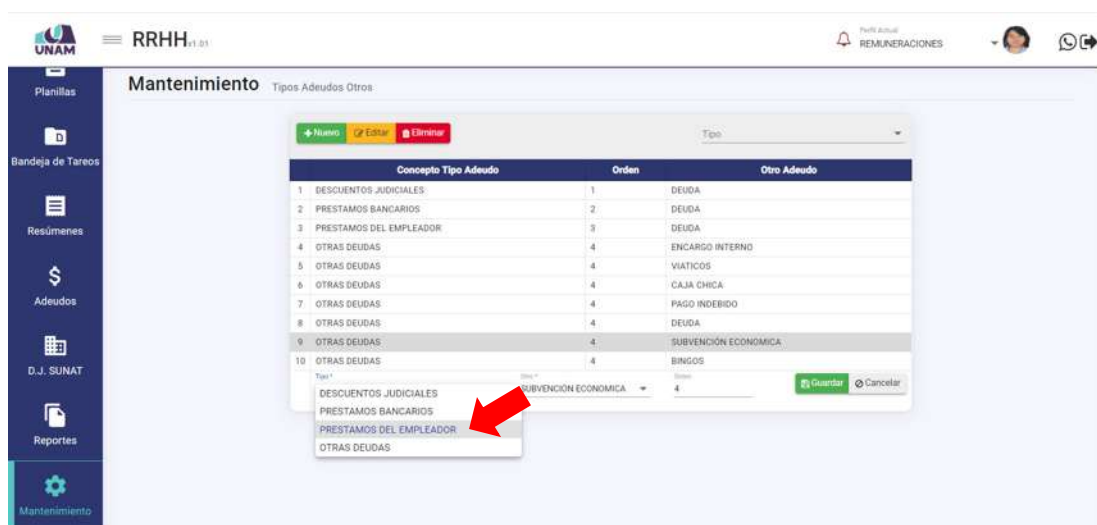 UNAM
RRHH v1.01
Perfil Actual
REMUNERACIONES
Planillas
Bandeja de Tareos
Resúmenes
Adeudos
D.J. SUNAT
Reportes
Mantenimiento
Mantenimiento Tipos Adeudos Otros
+Nuevo Editar Eliminar Tipo
Concepto Tipo Adeudo Orden Otro Adeudo
1 DESCUENTOS JUDICIALES 1 DEUDA
2 PRESTAMOS BANCARIOS 2 DEUDA
3 PRESTAMOS DEL EMPLEADOR 3 DEUDA
4 OTRAS DEUDAS 4 ENCARGO INTERNO
5 OTRAS DEUDAS 4 VIATICOS
6 OTRAS DEUDAS 4 CAJA CHICA
7 OTRAS DEUDAS 4 PAGO INDEBIDO
8 OTRAS DEUDAS 4 DEUDA
9 OTRAS DEUDAS 4 SUBVENCIÓN ECONOMICA
10 OTRAS DEUDAS 4 BINGOS
Tipo * Otro * Orden
SUBVENCIÓN ECONOMICA 4 Guardar Cancelar
DESCUENTOS JUDICIALES
PRESTAMOS BANCARIOS
PRESTAMOS DEL EMPLEADOR
OTRAS DEUDAS